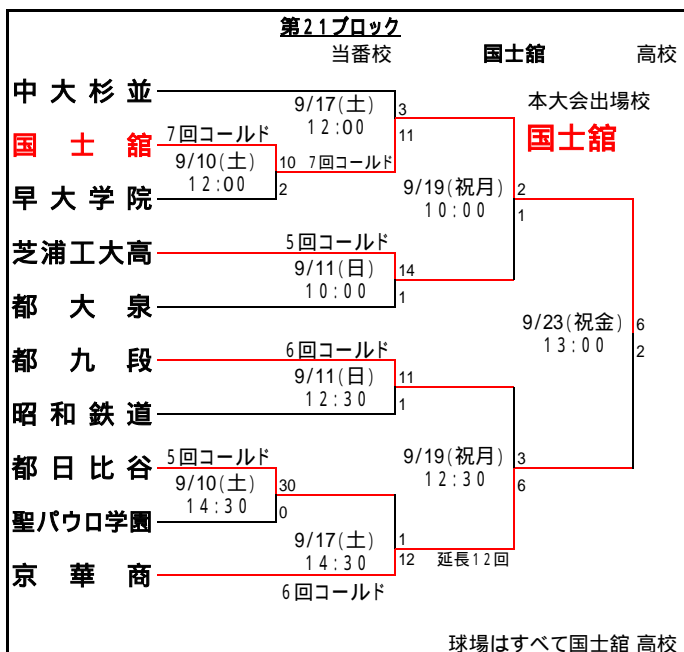 第21ブロック
当番校 国士舘 高校
中大杉並
9/17(土)
12:00
3
11
本大会出場校
国士舘
国士舘
7回コールド
9/10(土)
12:00
10
2
7回コールド
早大学院
9/19(祝月)
10:00
2
1
芝浦工大高
5回コールド
9/11(日)
10:00
14
1
都大泉
9/23(祝金)
13:00
6
2
都九段
6回コールド
9/11(日)
12:30
11
1
昭和鉄道
9/19(祝月)
12:30
3
6
都日比谷
5回コールド
9/10(土)
14:30
30
0
聖パウロ学園
9/17(土)
14:30
1
12
延長12回
京華商
6回コールド
球場はすべて国士舘 高校